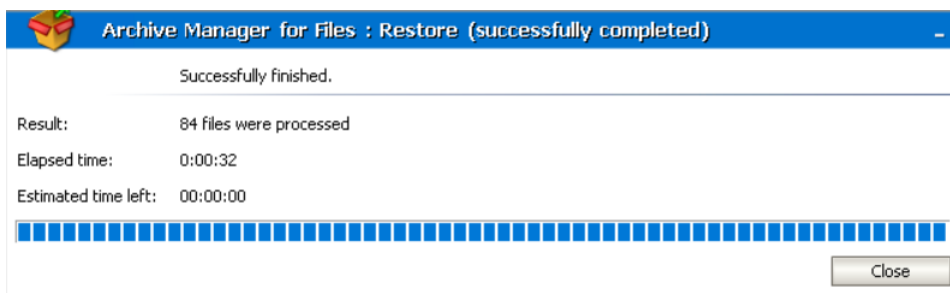 Archive Manager for Files : Restore (successfully completed)
Successfully finished.
Result: 84 files were processed
Elapsed time: 0:00:32
Estimated time left: 00:00:00
Close